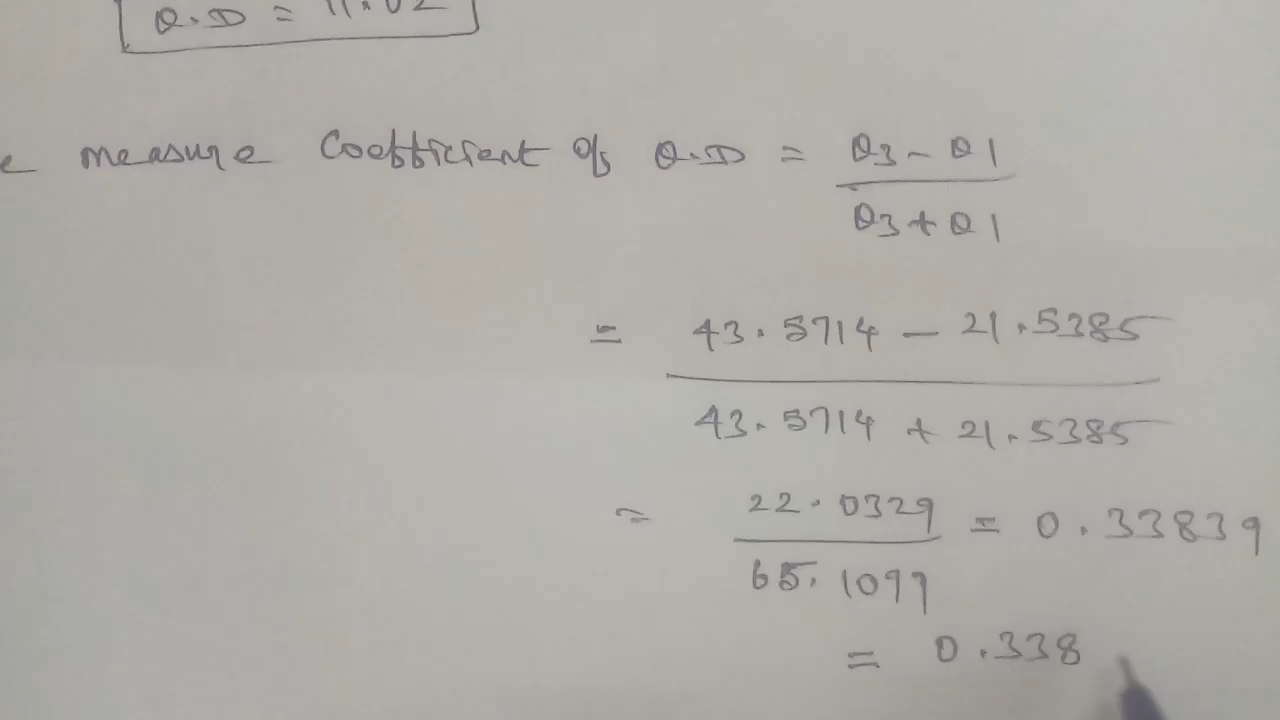 Q.D = 11.02
e measure Coefficient of Q.D = Q3 - Q1
Q3 + Q1
= 43.5714 - 21.5385
43.5714 + 21.5385
= 22.0329 = 0.33839
65.1099
= 0.338